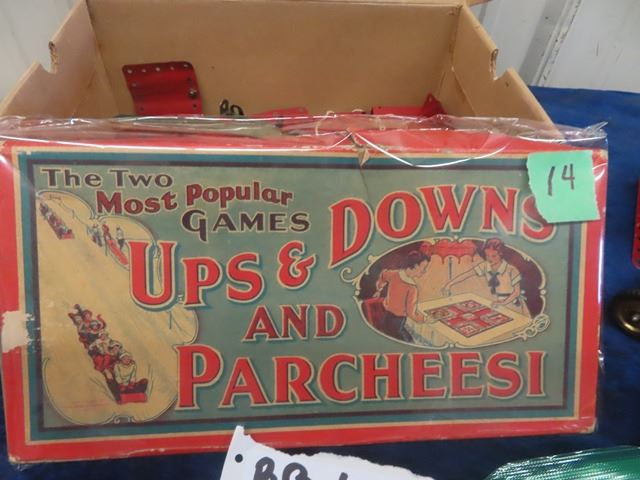 14
The Two
Most Popular
GAMES
UPS & DOWNS
AND
PARCHEESI